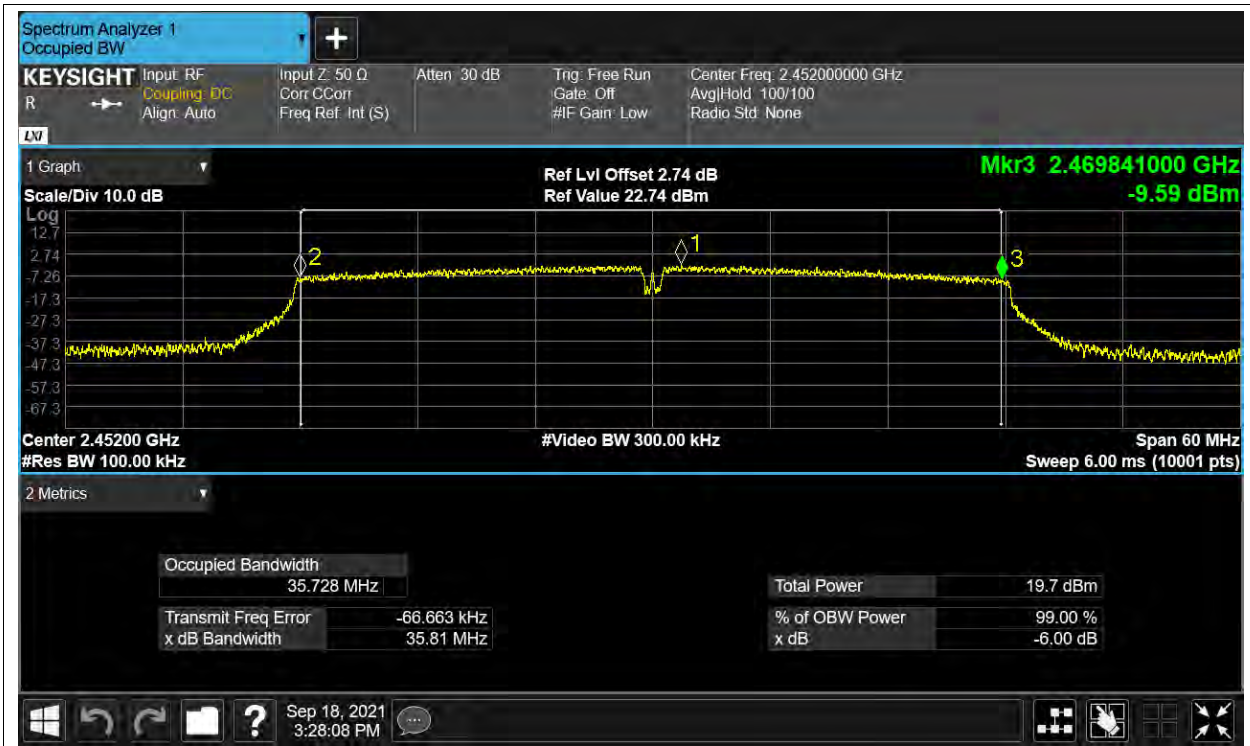 Spectrum Analyzer 1
Occupied BW
+
KEYSIGHT Input: RF Input Z: 50 Ω Atten: 30 dB Trig: Free Run Center Freq: 2.452000000 GHz
R Coupling: DC Corr CCorr Gate: Off Avg|Hold: 100/100
Align: Auto Freq Ref: Int (S) #IF Gain: Low Radio Std: None
LXI
1 Graph
Scale/Div 10.0 dB
Ref Lvl Offset 2.74 dB
Ref Value 22.74 dBm
Mkr3 2.469841000 GHz
-9.59 dBm
Log
12.7
2.74
-7.26
-17.3
-27.3
-37.3
-47.3
-57.3
-67.3
2
1
3
Center 2.45200 GHz #Video BW 300.00 kHz Span 60 MHz
#Res BW 100.00 kHz Sweep 6.00 ms (10001 pts)
2 Metrics
Occupied Bandwidth
35.728 MHz
Total Power 19.7 dBm
Transmit Freq Error -66.663 kHz
% of OBW Power 99.00 %
x dB Bandwidth 35.81 MHz
x dB -6.00 dB
?
Sep 18, 2021
3:28:08 PM